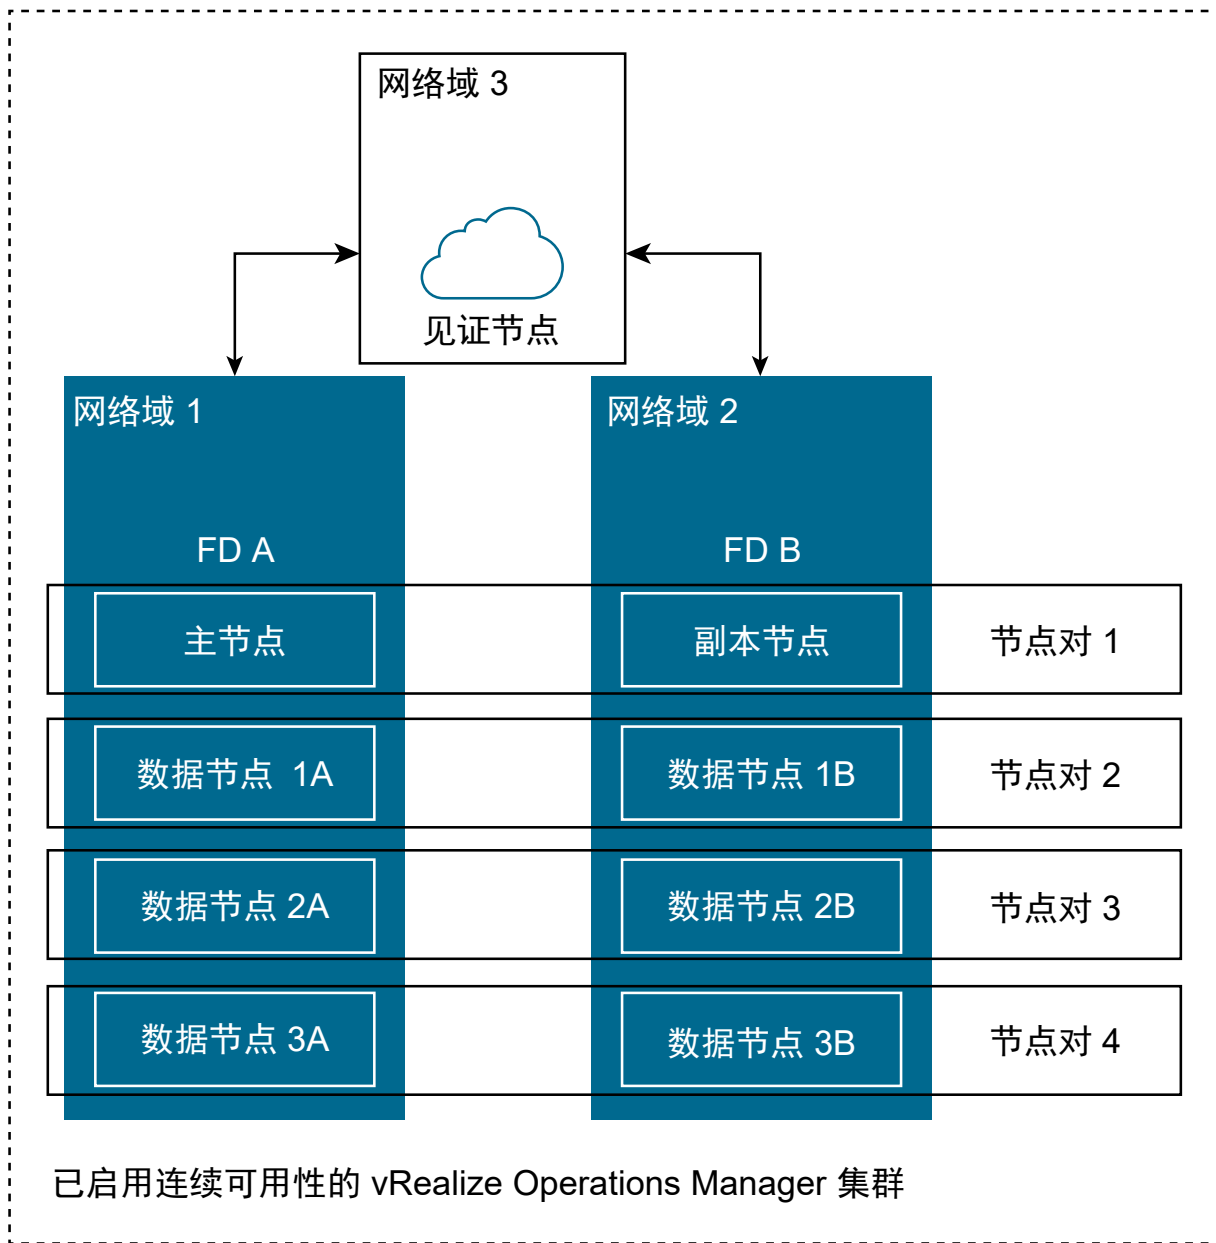 网络域 3
见证节点
网络域 1
网络域 2
FD A
FD B
主节点
副本节点
节点对 1
数据节点 1A
数据节点 1B
节点对 2
数据节点 2A
数据节点 2B
节点对 3
数据节点 3A
数据节点 3B
节点对 4
已启用连续可用性的 vRealize Operations Manager 集群